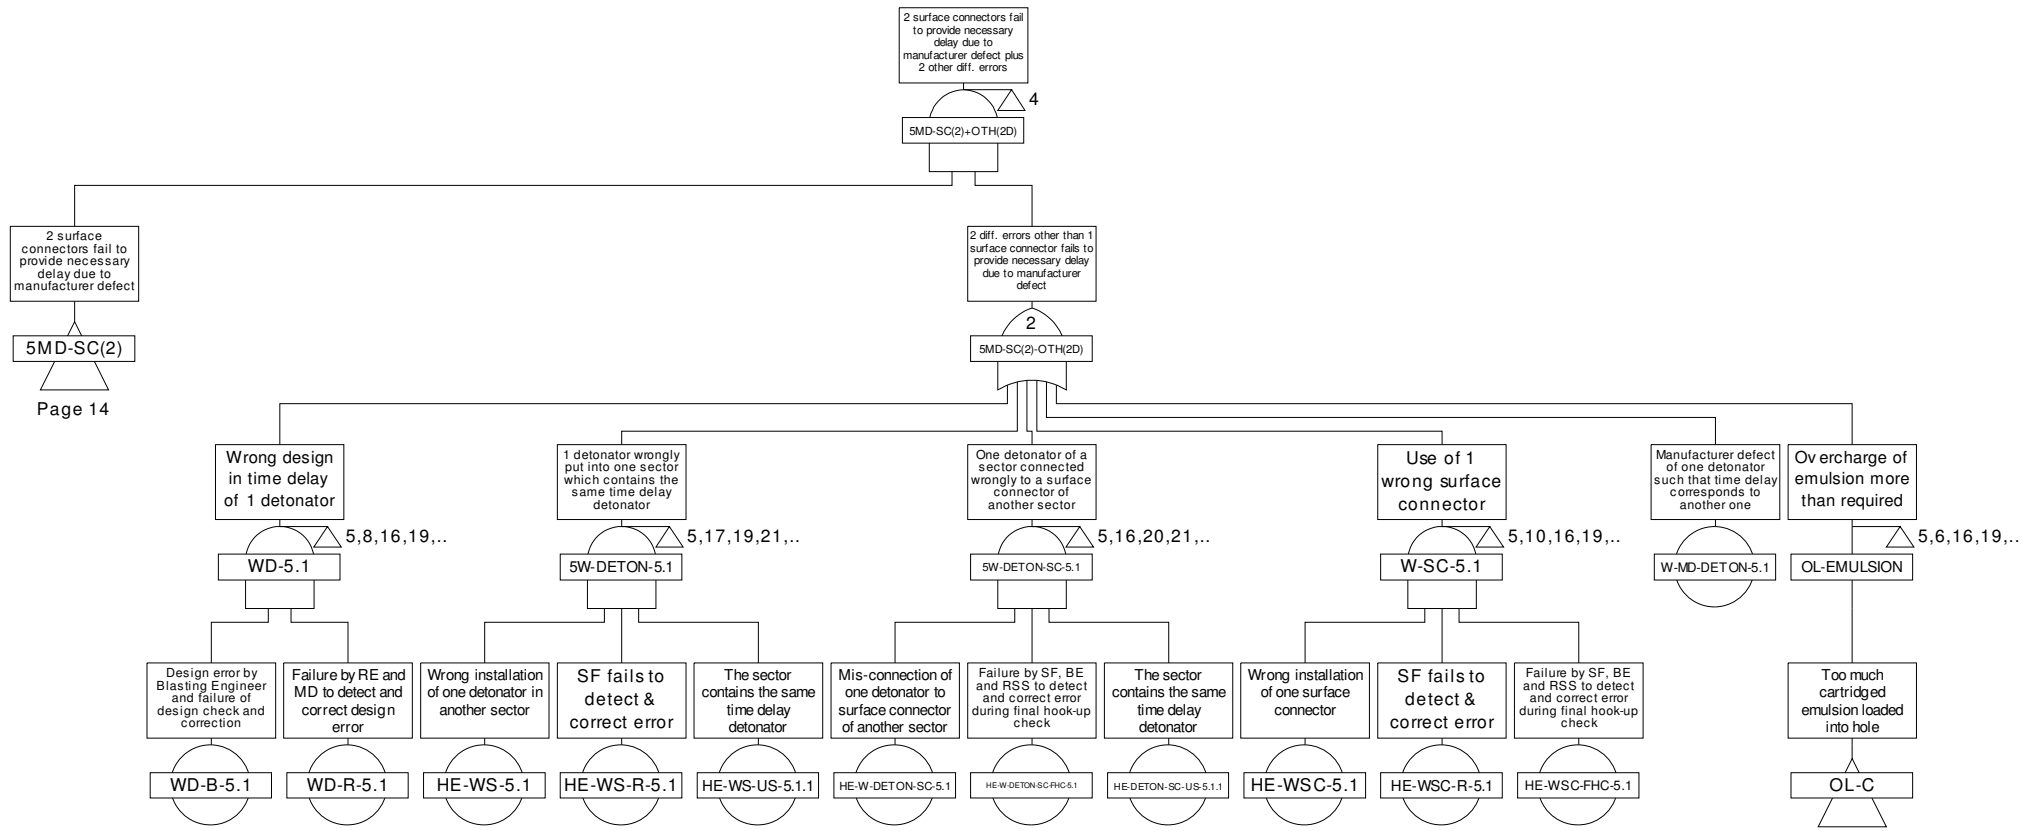 2 surface connectors fail
to provide necessary
delay due to
manufacturer defect plus
2 other diff. errors
4
5MD-SC(2)+OTH(2D)
2 surface
connectors fail to
provide necessary
delay due to
manufacturer defect
5MD-SC(2)
Page 14
2 diff. errors other than 1
surface connector fails to
provide necessary delay
due to manufacturer
defect
2
5MD-SC(2)-OTH(2D)
Wrong design
in time delay
of 1 detonator
5,8,16,19,..
WD-5.1
1 detonator wrongly
put into one sector
which contains the
same time delay
detonator
5,17,19,21,..
5W-DETON-5.1
One detonator of a
sector connected
wrongly to a surface
connector of
another sector
5,16,20,21,..
5W-DETON-SC-5.1
Use of 1
wrong surface
connector
5,10,16,19,..
W-SC-5.1
Manufacturer defect
of one detonator
such that time delay
corresponds to
another one
W-MD-DETON-5.1
Overcharge of
emulsion more
than required
5,6,16,19,..
OL-EMULSION
Design error by
Blasting Engineer
and failure of
design check and
correction
WD-B-5.1
Failure by RE and
MD to detect and
correct design
error
WD-R-5.1
Wrong installation
of one detonator in
another sector
HE-WS-5.1
SF fails to
detect &
correct error
HE-WS-R-5.1
The sector
contains the same
time delay
detonator
HE-WS-US-5.1.1
Mis-connection of
one detonator to
surface connector
of another sector
HE-W-DETON-SC-5.1
Failure by SF, BE
and RSS to detect
and correct error
during final hook-up
check
HE-W-DETON-SC-FHC-5.1
The sector
contains the same
time delay
detonator
HE-DETON-SC-US-5.1.1
Wrong installation
of one surface
connector
HE-WSC-5.1
SF fails to
detect &
correct error
HE-WSC-R-5.1
Failure by SF, BE
and RSS to detect
and correct error
during final hook-up
check
HE-WSC-FHC-5.1
Too much
cartridged
emulsion loaded
into hole
OL-C